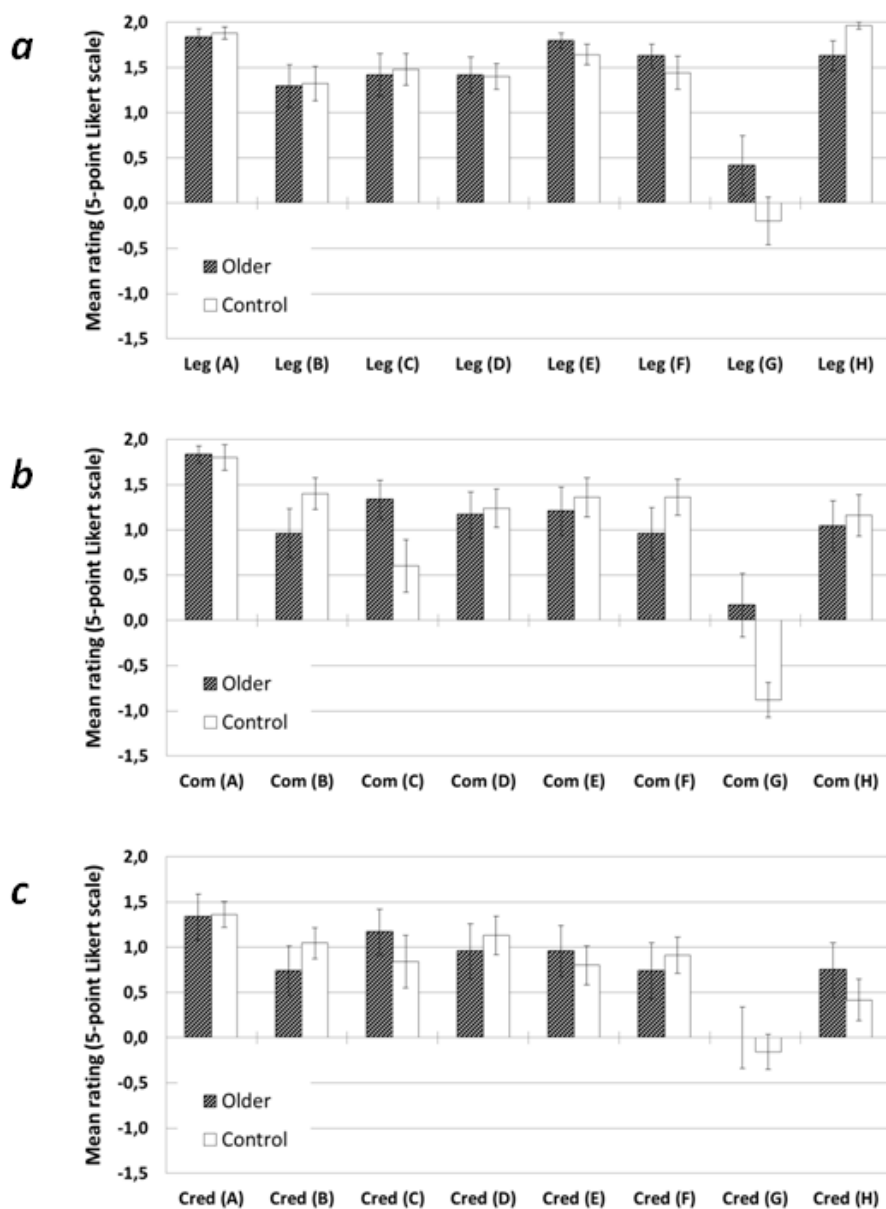 a
Mean rating (5-point Likert scale)
2,0
1,5
1,0
0,5
0,0
-0,5
-1,0
-1,5
Older
Control
Leg (A) Leg (B) Leg (C) Leg (D) Leg (E) Leg (F) Leg (G) Leg (H)
b
Mean rating (5-point Likert scale)
2,0
1,5
1,0
0,5
0,0
-0,5
-1,0
-1,5
Older
Control
Com (A) Com (B) Com (C) Com (D) Com (E) Com (F) Com (G) Com (H)
c
Mean rating (5-point Likert scale)
2,0
1,5
1,0
0,5
0,0
-0,5
-1,0
-1,5
Older
Control
Cred (A) Cred (B) Cred (C) Cred (D) Cred (E) Cred (F) Cred (G) Cred (H)